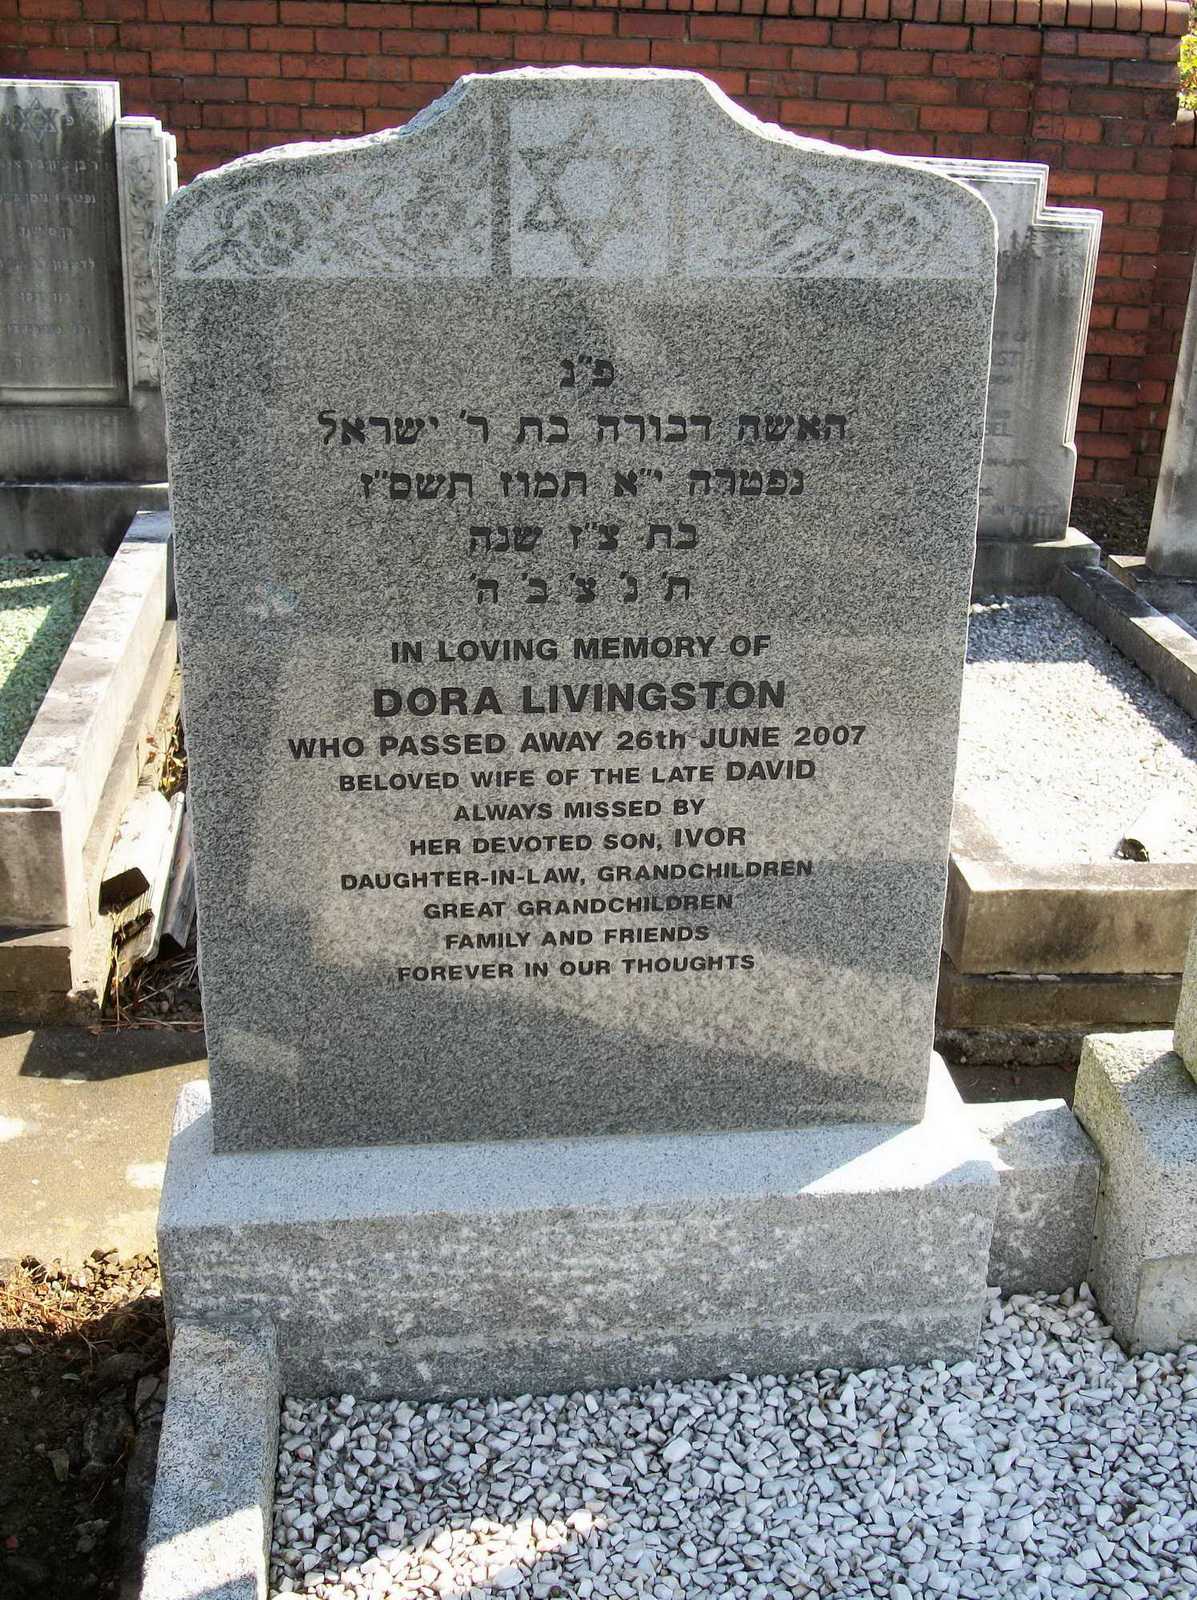 פ"נ
האשה דבורה בת ר' ישראל
נפטרה י"א תמוז תשס"ז
בת צ"ז שנה
ת' נ' צ' ב' ה'
IN LOVING MEMORY OF
DORA LIVINGSTON
WHO PASSED AWAY 26th JUNE 2007
BELOVED WIFE OF THE LATE DAVID
ALWAYS MISSED BY
HER DEVOTED SON, IVOR
DAUGHTER-IN-LAW, GRANDCHILDREN
GREAT GRANDCHILDREN
FAMILY AND FRIENDS
FOREVER IN OUR THOUGHTS